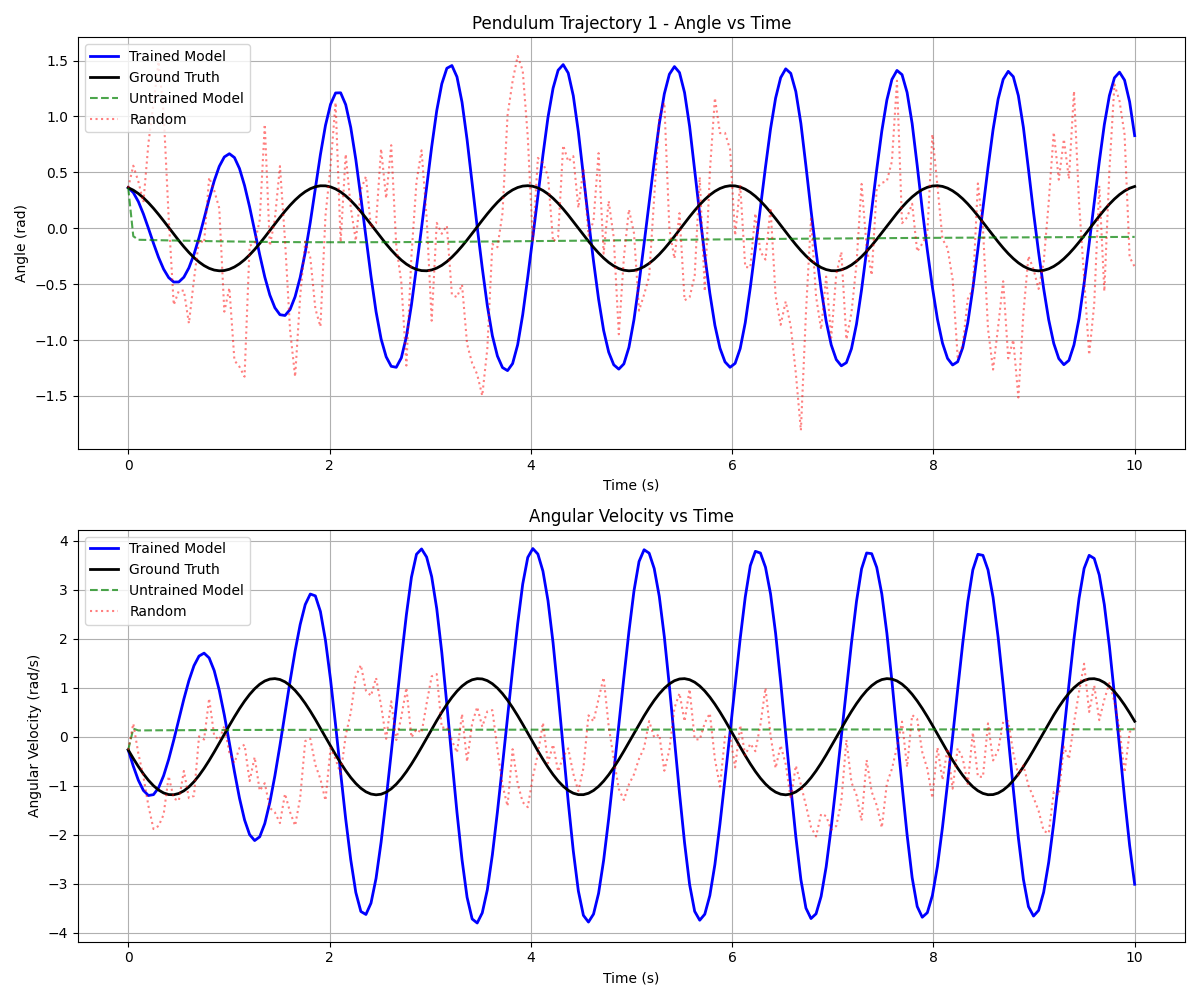 Pendulum Trajectory 1 - Angle vs Time
Trained Model
Ground Truth
Untrained Model
Random
1.5
1.0
0.5
0.0
−0.5
−1.0
−1.5
Angle (rad)
0 2 4 6 8 10
Time (s)
Angular Velocity vs Time
Trained Model
Ground Truth
Untrained Model
Random
4
3
2
1
0
−1
−2
−3
−4
Angular Velocity (rad/s)
0 2 4 6 8 10
Time (s)